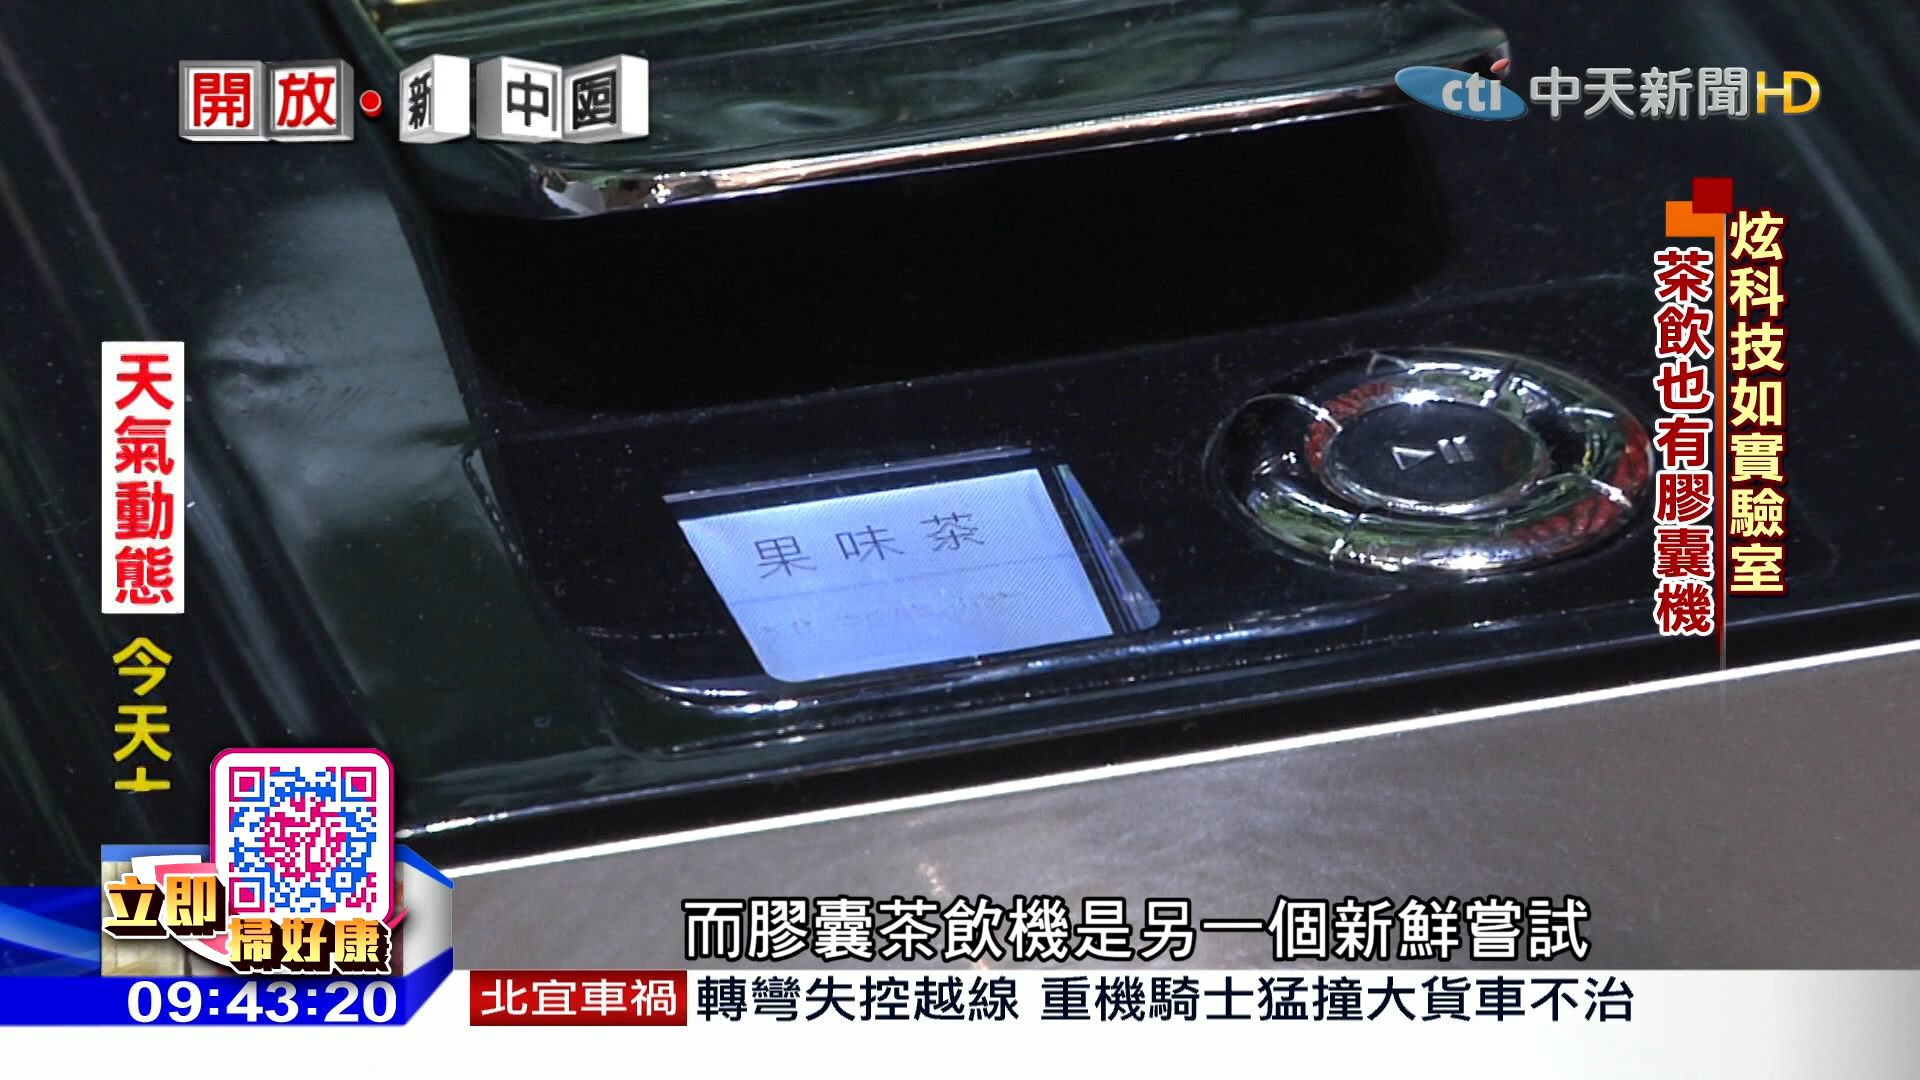 開放·新中國
cti 中天新聞HD
炫科技如實驗室
茶飲也有膠囊機
天氣動態
今天
果味茶
立即
掃好康
而膠囊茶飲機是另一個新鮮嘗試
09:43:20
北宜車禍 轉彎失控越線 重機騎士猛撞大貨車不治